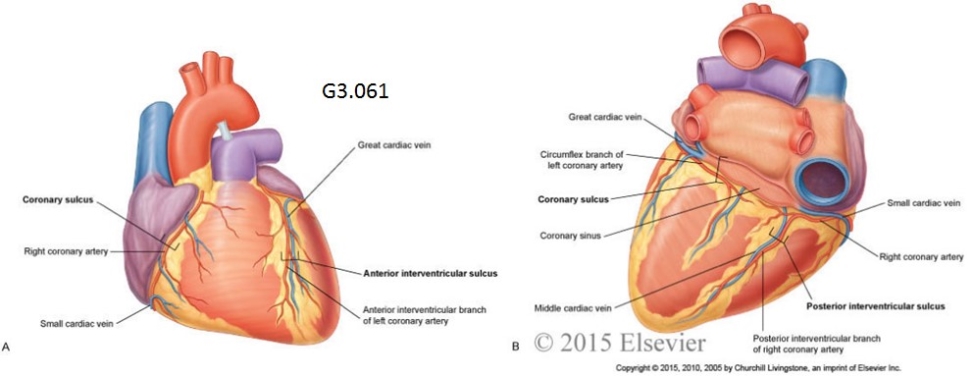 G3.061
Great cardiac vein
Coronary sulcus
Right coronary artery
Anterior interventricular sulcus
Anterior interventricular branch
of left coronary artery
Small cardiac vein
A
Great cardiac vein
Circumflex branch of
left coronary artery
Coronary sulcus
Coronary sinus
Small cardiac vein
Right coronary artery
Middle cardiac vein
Posterior interventricular sulcus
Posterior interventricular branch
of right coronary artery
B
© 2015 Elsevier
Copyright © 2015, 2010, 2005 by Churchill Livingstone, an imprint of Elsevier Inc.